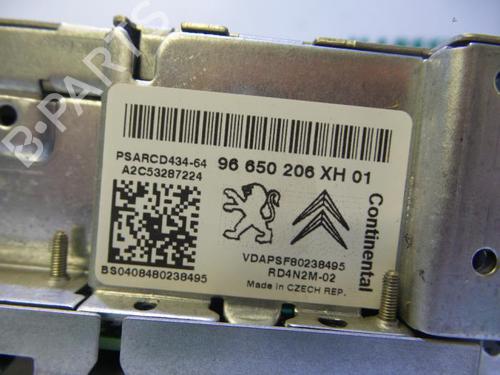 PSARCD434-64 96 650 206 XH 01
A2C53287224
Continental
VDAPSF80238495
RD4N2M-02
BS0408480238495
Made in CZECH REP.
B-PARTS